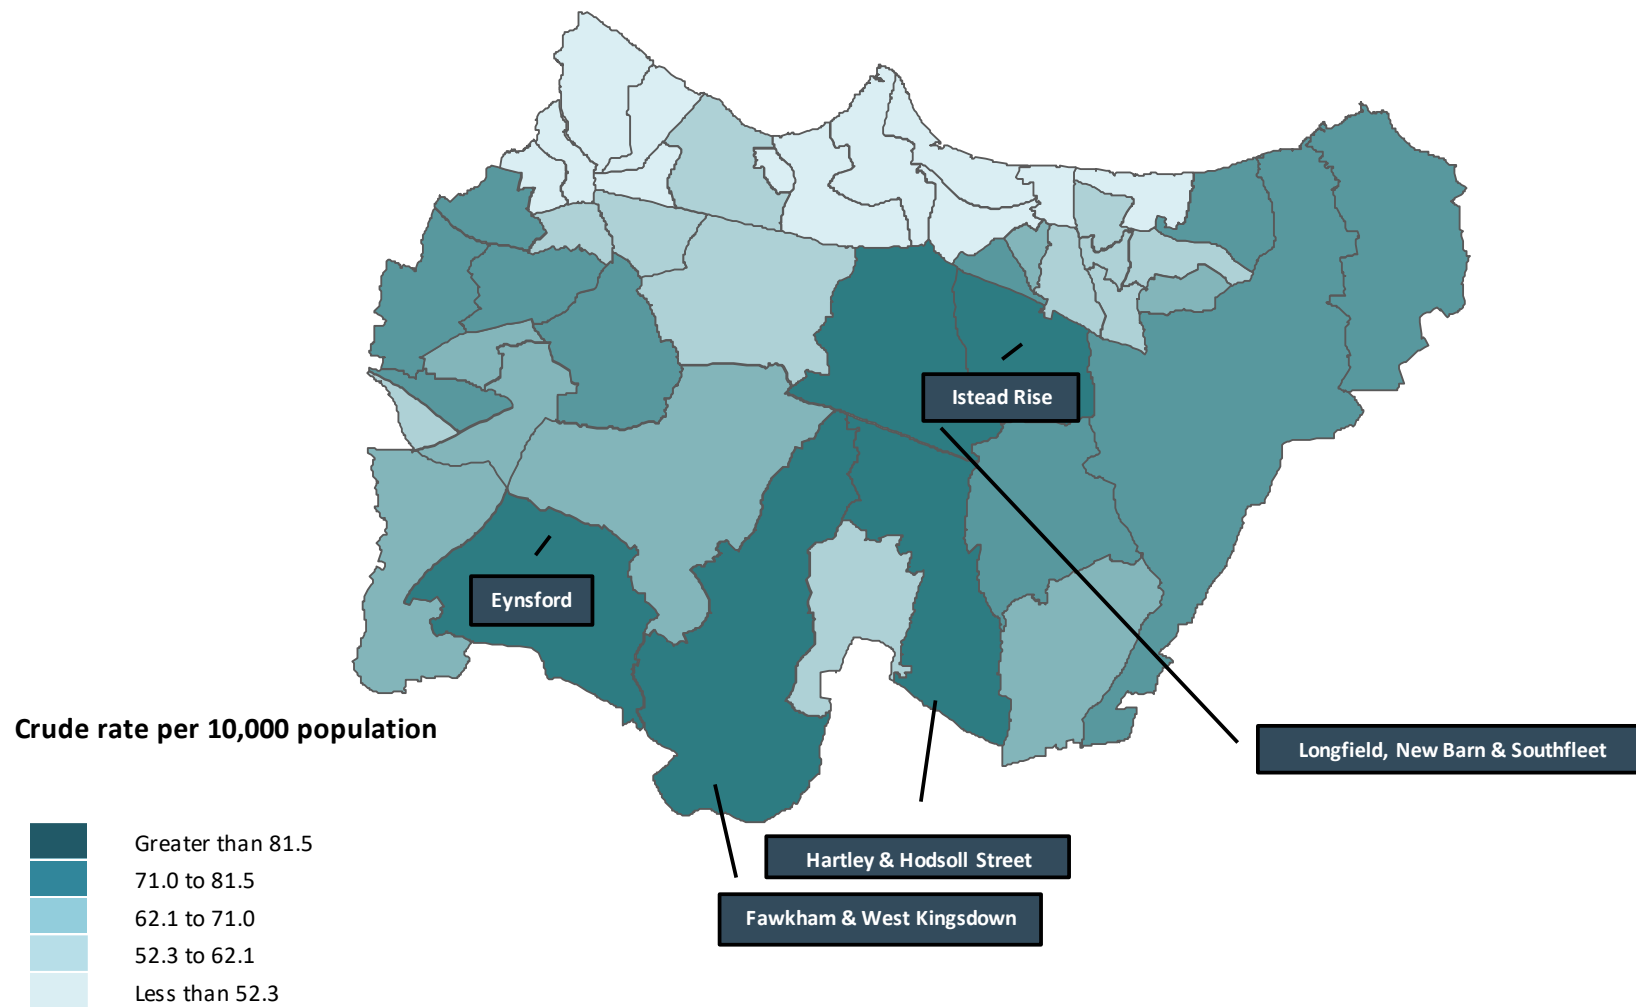 Istead Rise
Eynsford
Crude rate per 10,000 population
Longfield, New Barn & Southfleet
Hartley & Hodsoll Street
Fawkham & West Kingsdown
Greater than 81.5
71.0 to 81.5
62.1 to 71.0
52.3 to 62.1
Less than 52.3